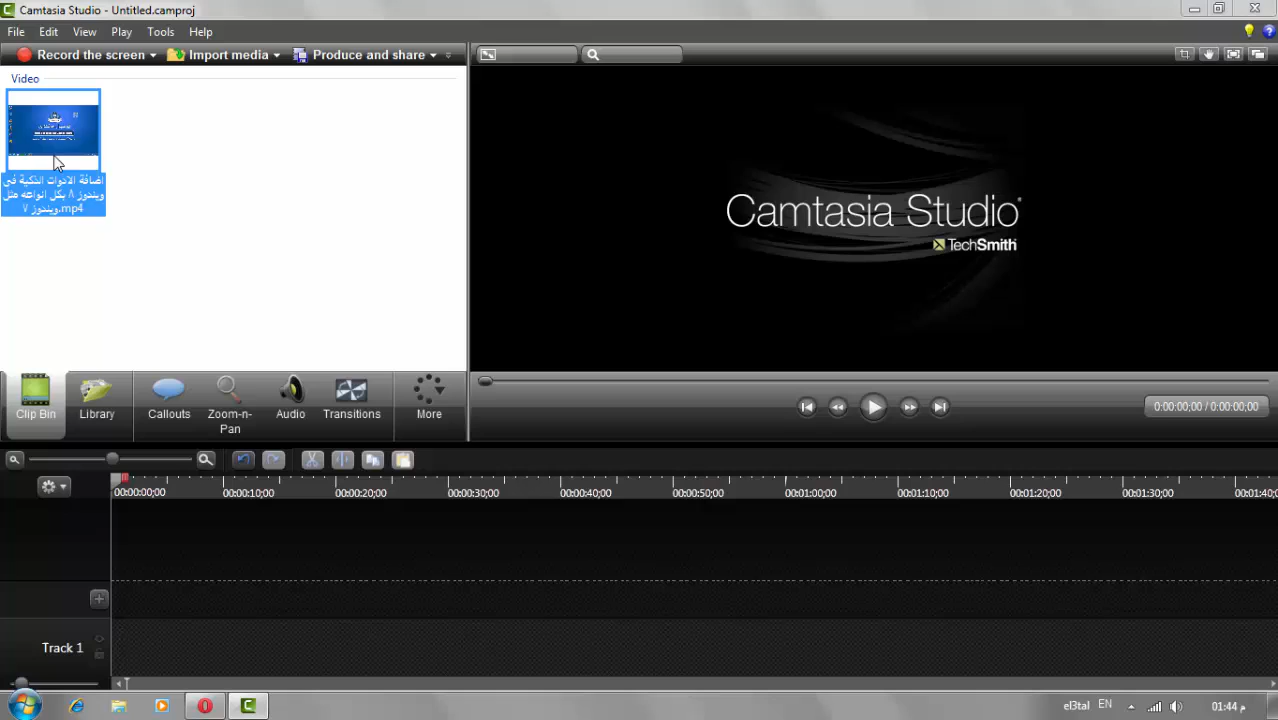 Camtasia Studio - Untitled.camproj
File Edit View Play Tools Help
Record the screen Import media Produce and share
Video
اضافة الادوات الذكية فى
ويندوز ٨ بكل انواعه مثل
ويندوز ٧.mp4
Camtasia Studio
TechSmith
Clip Bin Library Callouts Zoom-n-Pan Audio Transitions More
0:00:00;00 / 0:00:00;00
00:00:00;00 00:00:10;00 00:00:20;00 00:00:30;00 00:00:40;00 00:00:50;00 00:01:00;00 00:01:10;00 00:01:20;00 00:01:30;00 00:01:40;
Track 1
el3tal EN 01:44 م